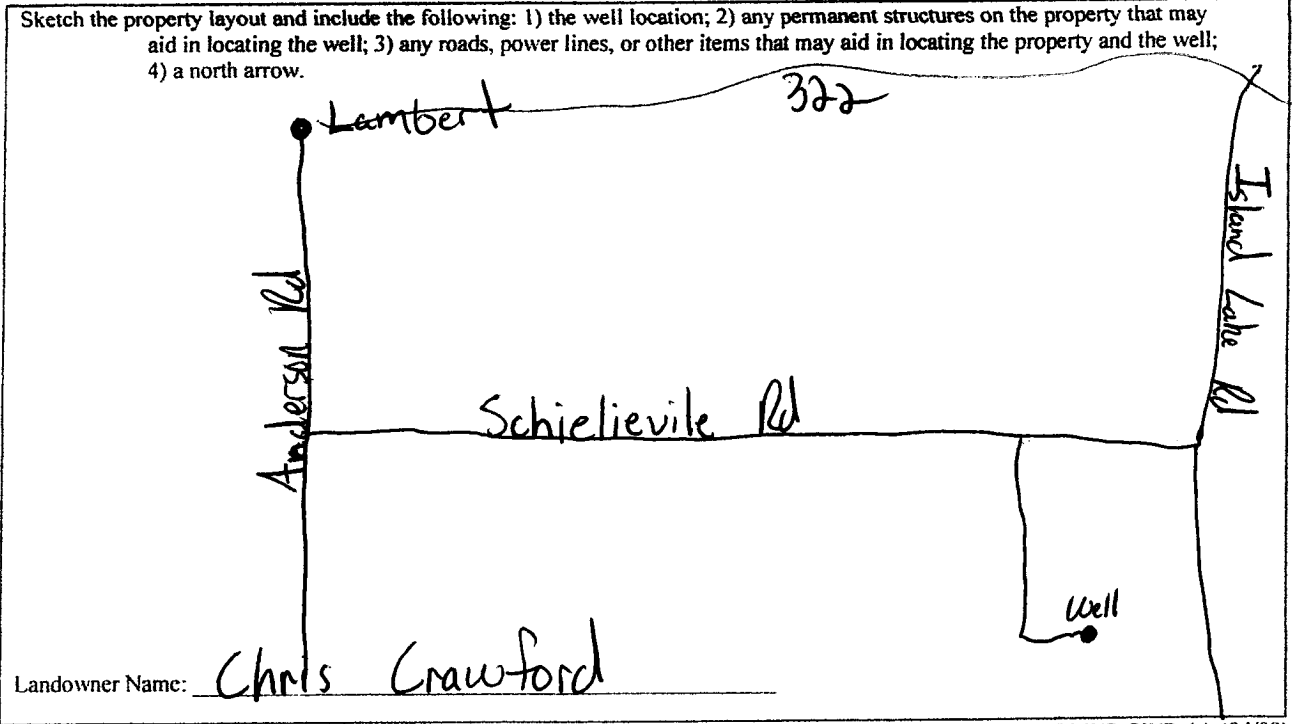 Sketch the property layout and include the following: 1) the well location; 2) any permanent structures on the property that may
aid in locating the well; 3) any roads, power lines, or other items that may aid in locating the property and the well;
4) a north arrow.
Lambert
322
Island Lake Rd
Anderson Rd
Schielievile Rd
Well
Landowner Name: Chris Crawford